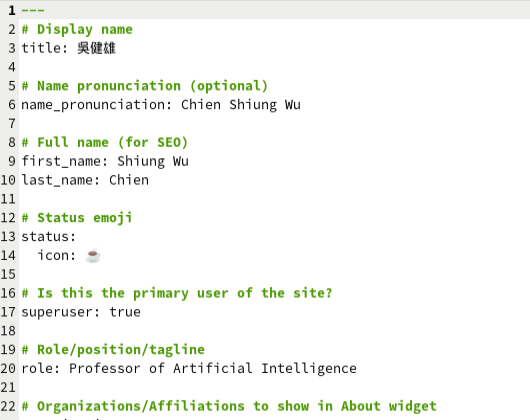 1 ---
2 # Display name
3 title: 吳健雄
4
5 # Name pronunciation (optional)
6 name_pronunciation: Chien Shiung Wu
7
8 # Full name (for SEO)
9 first_name: Shiung Wu
10 last_name: Chien
11
12 # Status emoji
13 status:
14   icon: ☕️
15
16 # Is this the primary user of the site?
17 superuser: true
18
19 # Role/position/tagline
20 role: Professor of Artificial Intelligence
21
22 # Organizations/Affiliations to show in About widget